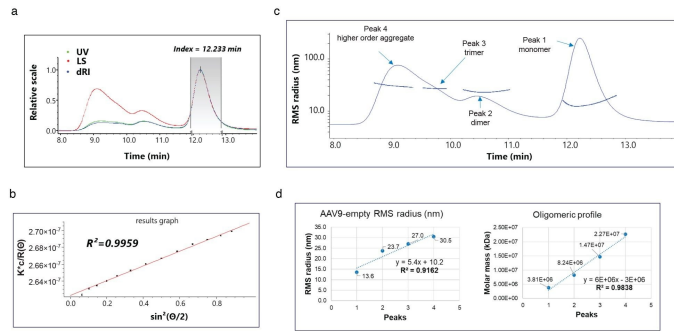 a
UV
LS
dRI
Index = 12.233 min
Relative scale
1.0
0.5
0.0
8.0 9.0 10.0 11.0 12.0 13.0
Time (min)
b
results graph
R²=0.9959
K*c/R(Θ)
2.70×10⁻⁷
2.68×10⁻⁷
2.66×10⁻⁷
2.64×10⁻⁷
0.0 0.2 0.4 0.6 0.8
sin²(Θ/2)
c
Peak 4
higher order aggregate
Peak 3
trimer
Peak 1
monomer
Peak 2
dimer
RMS radius (nm)
100.0
10.0
8.0 9.0 10.0 11.0 12.0 13.0
Time (min)
d
AAV9-empty RMS radius (nm)
RMS radius (nm)
35.0
30.0
25.0
20.0
15.0
10.0
5.0
0.0
13.6
23.7
27.0
30.5
y = 5.4x + 10.2
R² = 0.9162
0 1 2 3 4 5
Peaks
Oligomeric profile
Molar mass (kDa)
2.50E+07
2.00E+07
1.50E+07
1.00E+07
5.00E+06
0.00E+00
3.81E+06
8.24E+06
1.47E+07
2.27E+07
y = 6E+06x - 3E+06
R² = 0.9838
0 1 2 3 4 5
Peaks